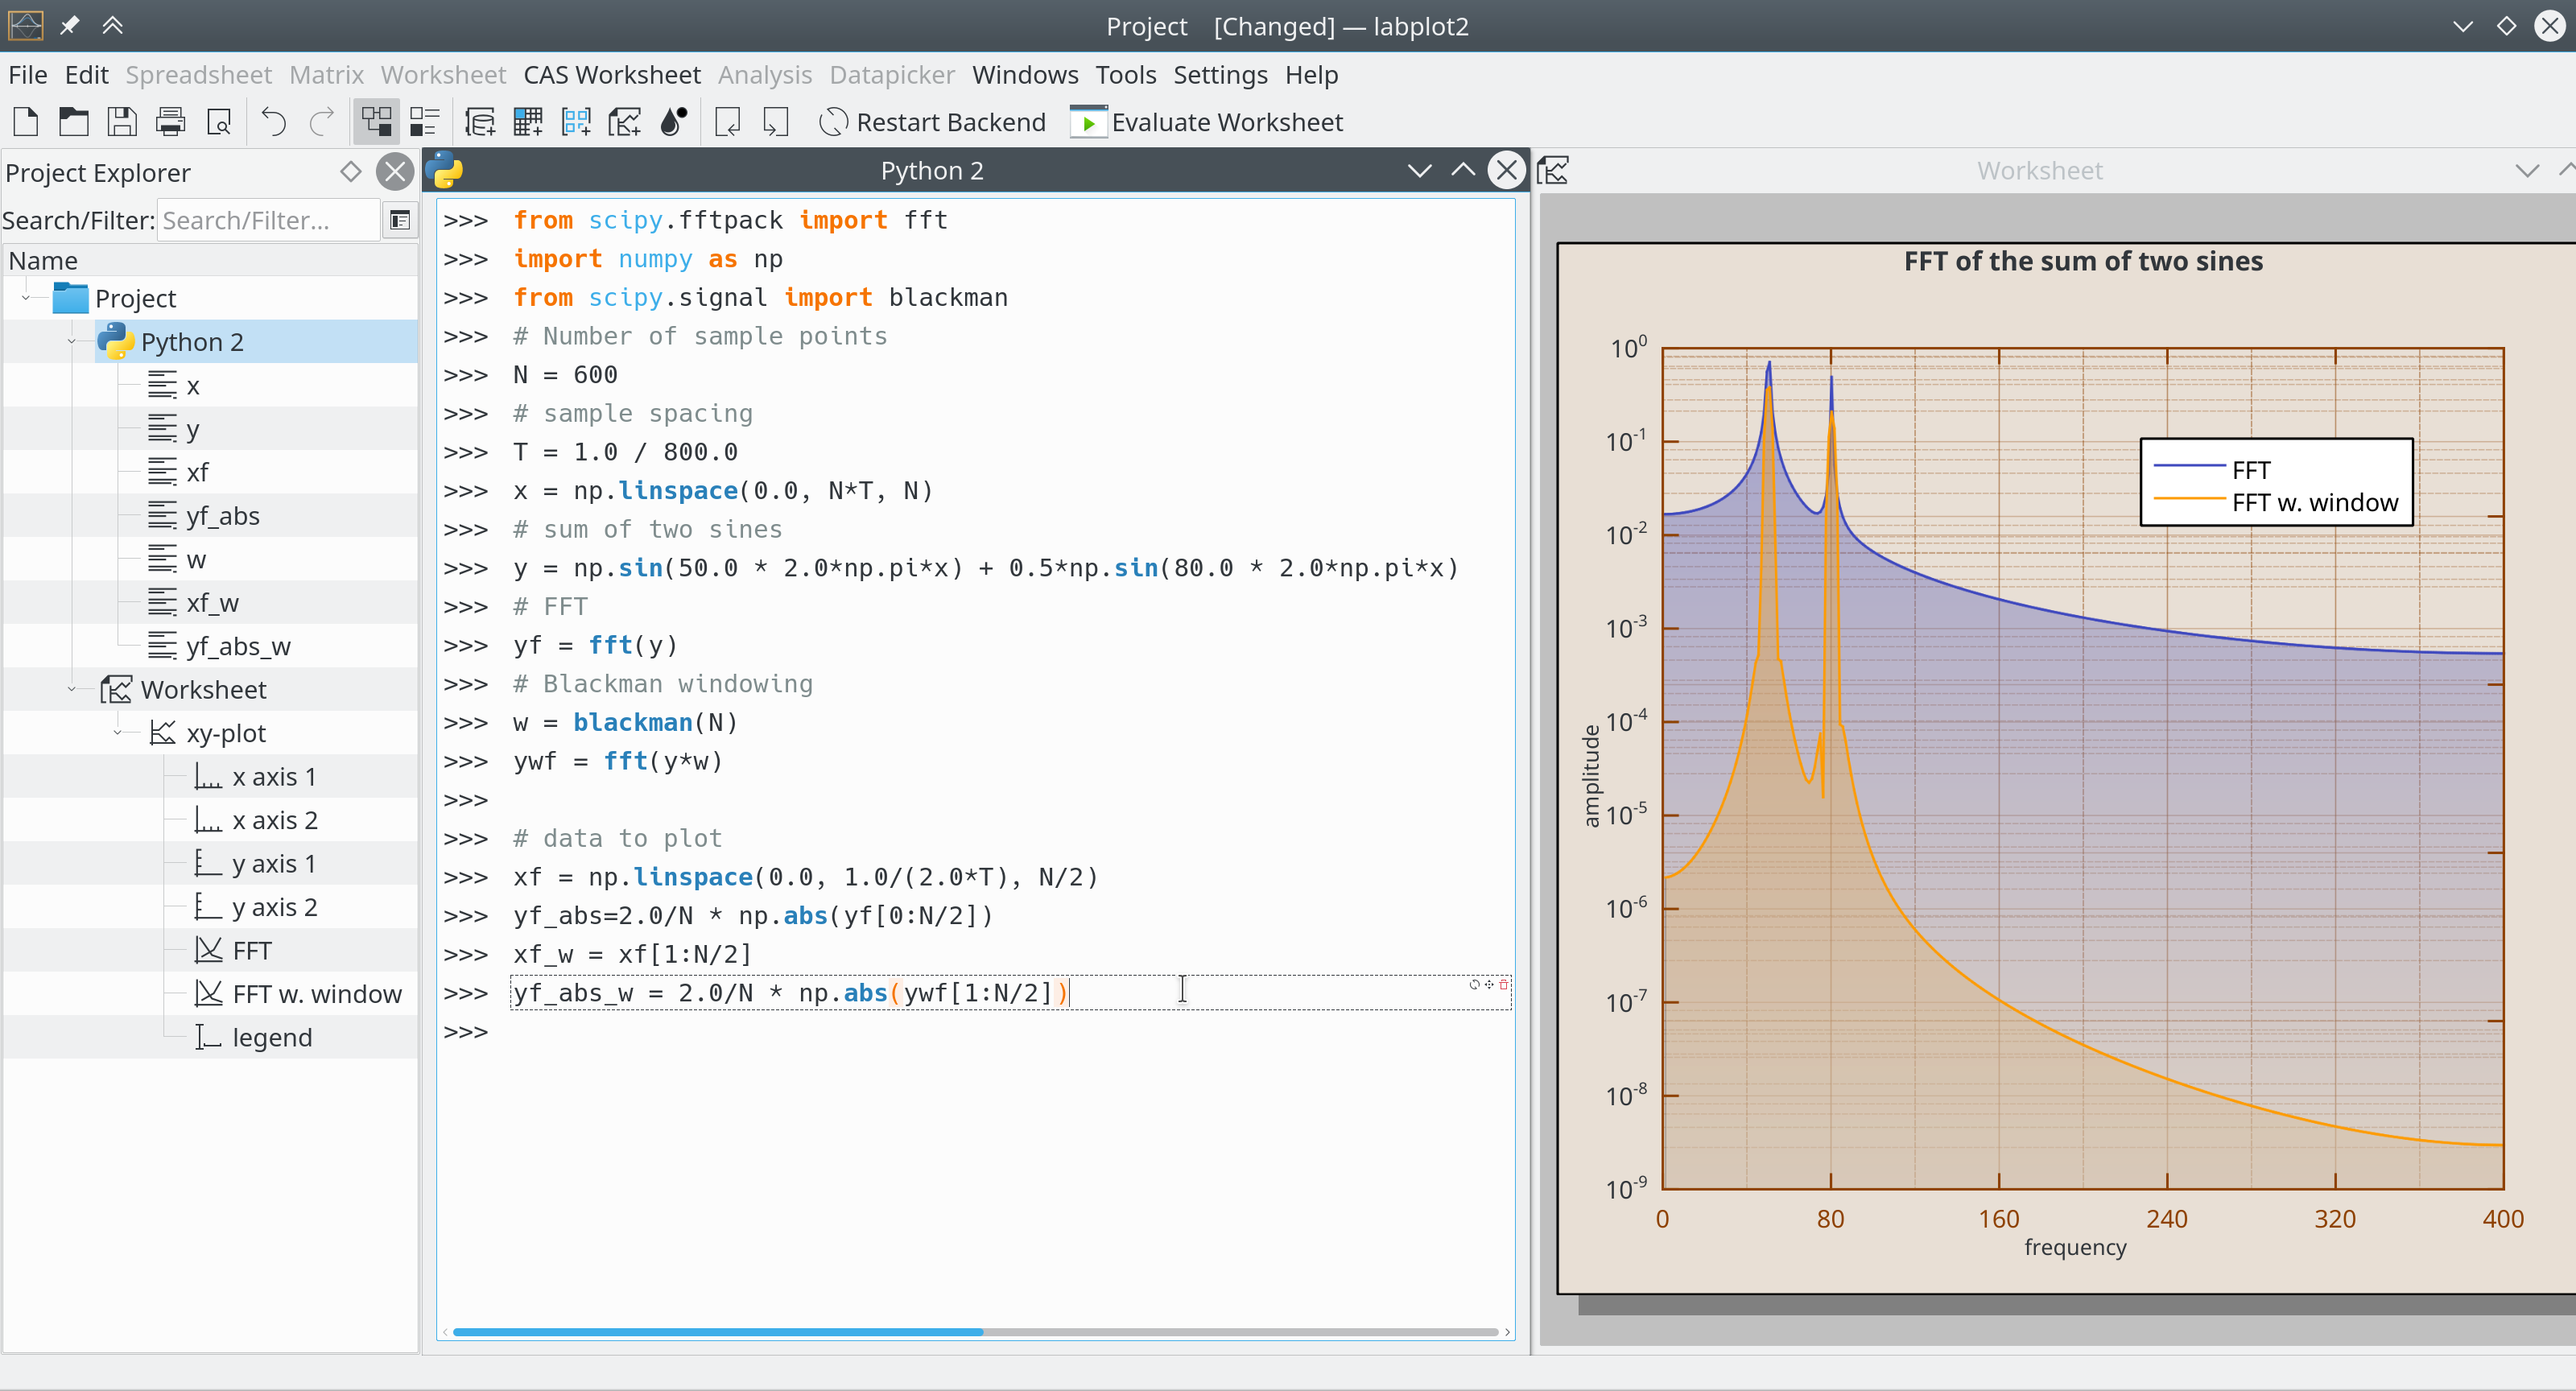 Project [Changed] — labplot2
File Edit Spreadsheet Matrix Worksheet CAS Worksheet Analysis Datapicker Windows Tools Settings Help
Restart Backend Evaluate Worksheet
Project Explorer
Search/Filter: Search/Filter...
Name
Project
Python 2
x
y
xf
yf_abs
w
xf_w
yf_abs_w
Worksheet
xy-plot
x axis 1
x axis 2
y axis 1
y axis 2
FFT
FFT w. window
legend
Python 2
>>> from scipy.fftpack import fft
>>> import numpy as np
>>> from scipy.signal import blackman
>>> # Number of sample points
>>> N = 600
>>> # sample spacing
>>> T = 1.0 / 800.0
>>> x = np.linspace(0.0, N*T, N)
>>> # sum of two sines
>>> y = np.sin(50.0 * 2.0*np.pi*x) + 0.5*np.sin(80.0 * 2.0*np.pi*x)
>>> # FFT
>>> yf = fft(y)
>>> # Blackman windowing
>>> w = blackman(N)
>>> ywf = fft(y*w)
>>>
>>> # data to plot
>>> xf = np.linspace(0.0, 1.0/(2.0*T), N/2)
>>> yf_abs=2.0/N * np.abs(yf[0:N/2])
>>> xf_w = xf[1:N/2]
>>> yf_abs_w = 2.0/N * np.abs(ywf[1:N/2])
>>>
Worksheet
FFT of the sum of two sines
10⁰
10⁻¹
10⁻²
10⁻³
10⁻⁴
10⁻⁵
10⁻⁶
10⁻⁷
10⁻⁸
10⁻⁹
amplitude
FFT
FFT w. window
0 80 160 240 320 400
frequency